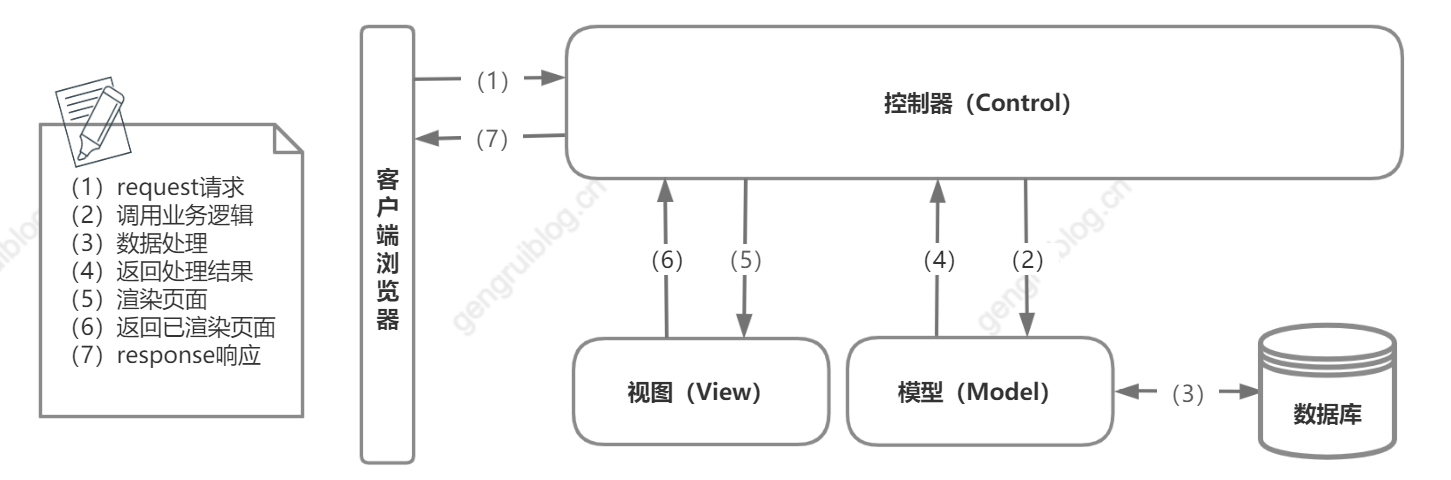 (1) request请求
(2) 调用业务逻辑
(3) 数据处理
(4) 返回处理结果
(5) 渲染页面
(6) 返回已渲染页面
(7) response响应
客户端浏览器
(1)
(7)
控制器（Control）
(6)
(5)
(4)
(2)
视图（View）
模型（Model）
(3)
数据库
gengruiblog.cn